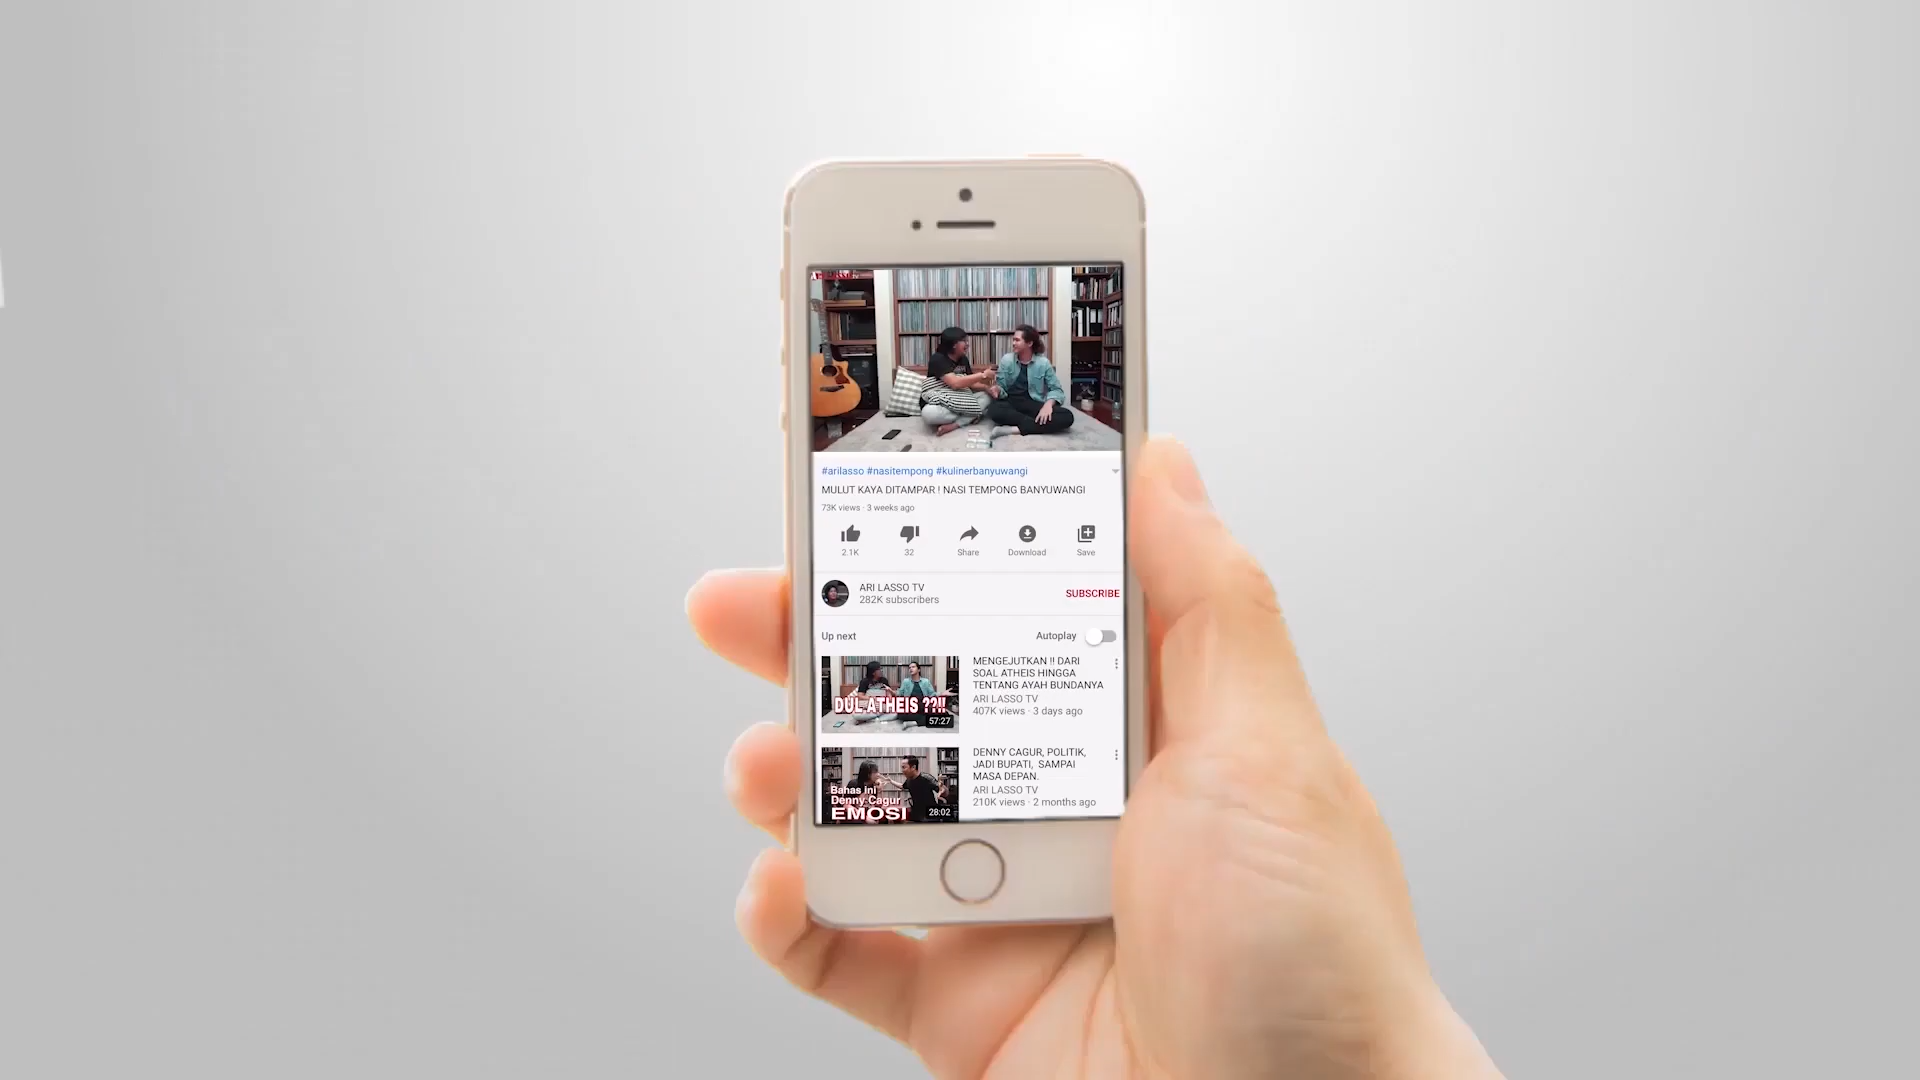 #arilasso #nasitempong #kulinerbanyuwangi
MULUT KAYA DITAMPAR ! NASI TEMPONG BANYUWANGI
73K views · 3 weeks ago
2.1K
32
Share
Download
Save
ARI LASSO TV
282K subscribers
SUBSCRIBE
Up next
Autoplay
DUL ATHEIS ??!!
57:27
MENGEJUTKAN !! DARI
SOAL ATHEIS HINGGA
TENTANG AYAH BUNDANYA
ARI LASSO TV
407K views · 3 days ago
Bahas ini
Denny Cagur
EMOSI
28:02
DENNY CAGUR, POLITIK,
JADI BUPATI, SAMPAI
MASA DEPAN.
ARI LASSO TV
210K views · 2 months ago